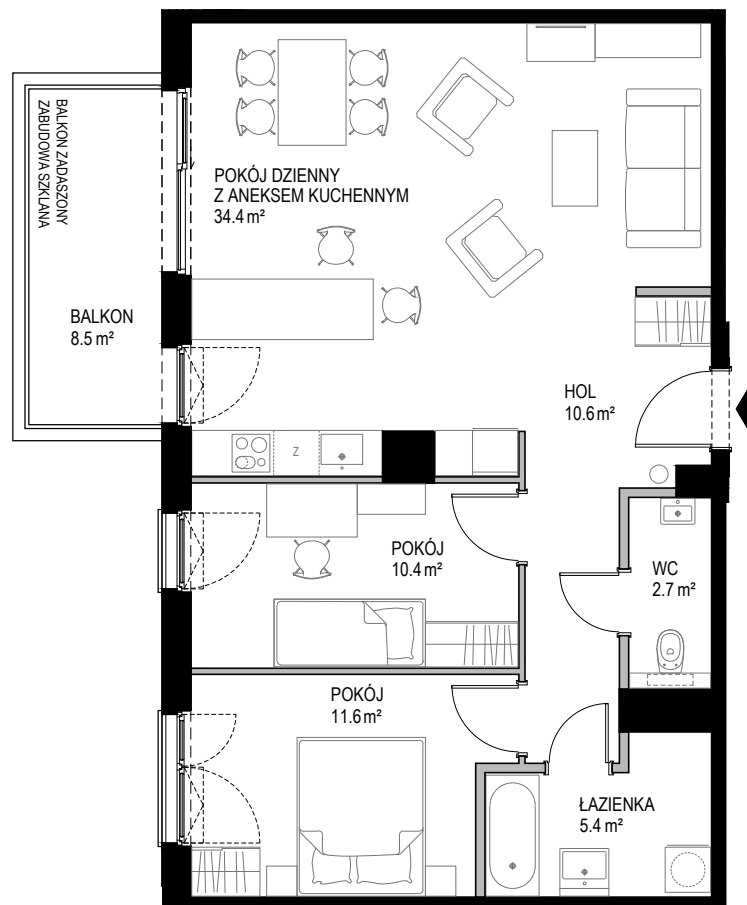 BALKON ZADASZONY
ZABUDOWA SZKLANA
POKÓJ DZIENNY
Z ANEKSEM KUCHENNYM
34.4 m²
BALKON
8.5 m²
HOL
10.6 m²
Z
POKÓJ
10.4 m²
WC
2.7 m²
POKÓJ
11.6 m²
ŁAZIENKA
5.4 m²